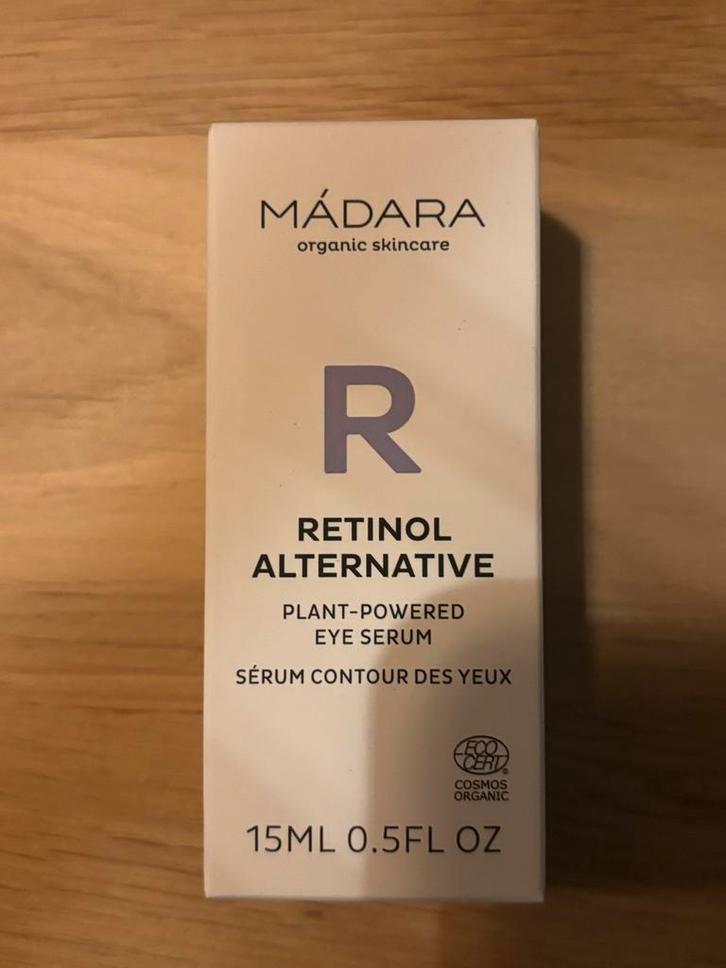 MÁDARA
organic skincare
R
RETINOL
ALTERNATIVE
PLANT-POWERED
EYE SERUM
SÉRUM CONTOUR DES YEUX
ECO
CERT®
COSMOS
ORGANIC
15ML 0.5FL OZ